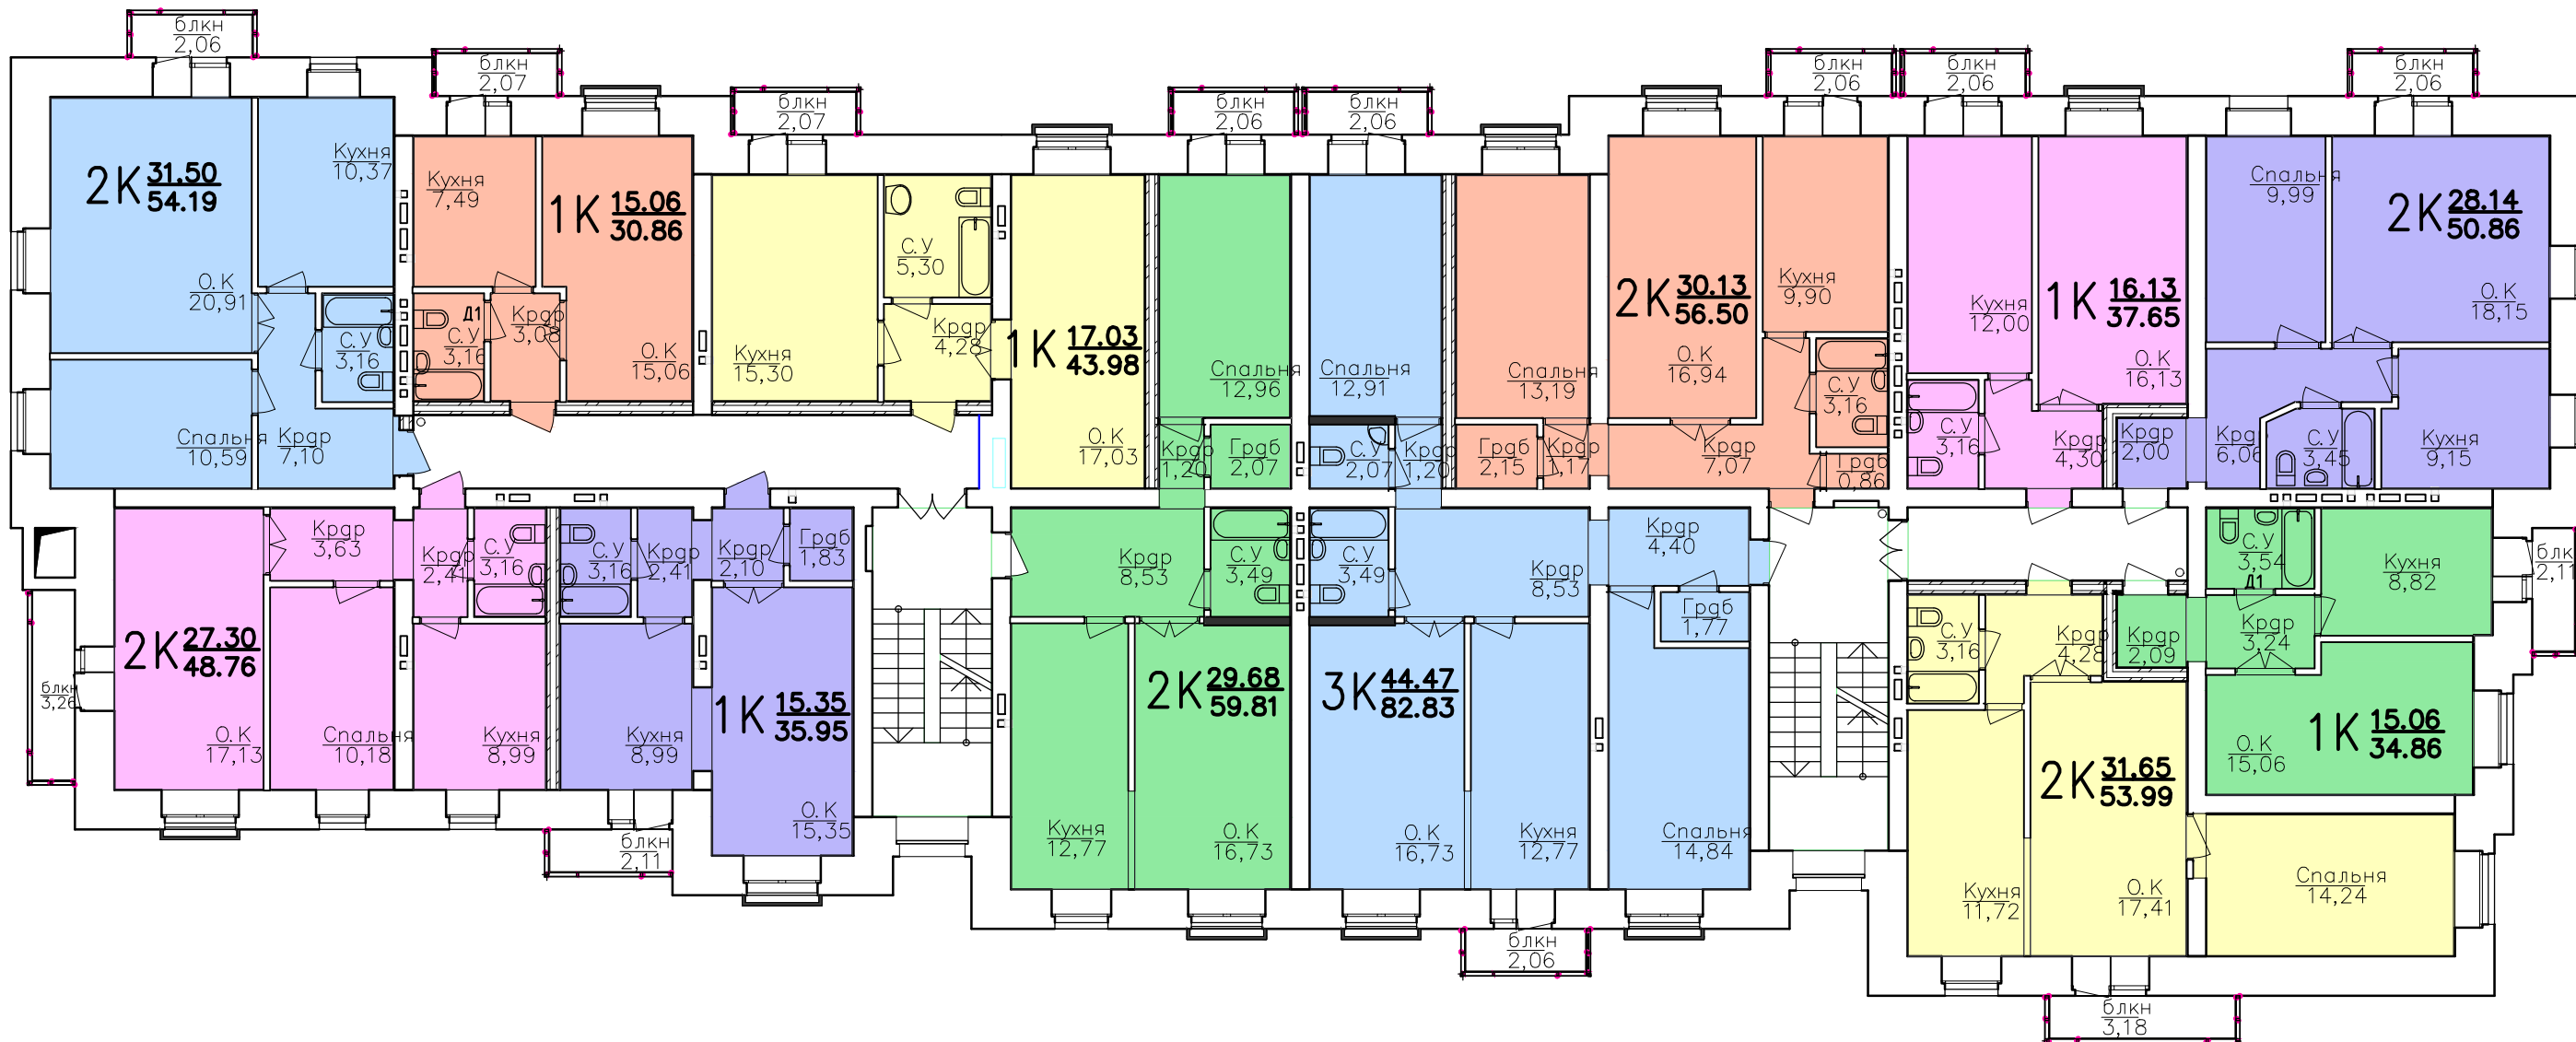 блкн
2,06
блкн
2,07
блкн
2,07
блкн
2,06
блкн
2,06
блкн
2,06
блкн
2,06
блкн
2,06
2К 31.50
54.19
Кухня
10,37
О.К
20,91
С.У
3,16
Спальня
10,59
Крдр
7,10
Кухня
7,49
1К 15.06
30.86
Д1
С.У
3,16
Крдр
3,08
О.К
15,06
Кухня
15,30
С.У
5,30
Крдр
4,28
1К 17.03
43.98
О.К
17,03
Спальня
12,96
Крдр
1,20
Грдб
2,07
Спальня
12,91
С.У
2,07
Крдр
1,20
Спальня
13,19
Грдб
2,15
Крдр
1,17
2К 30.13
56.50
О.К
16,94
Кухня
9,90
С.У
3,16
Крдр
7,07
Грдб
0,86
Кухня
12,00
1К 16.13
37.65
О.К
16,13
С.У
3,16
Крдр
4,30
Спальня
9,99
2К 28.14
50.86
О.К
18,15
Крдр
2,00
Крдр
6,06
С.У
3,45
Кухня
9,15
Крдр
3,63
Крдр
2,41
С.У
3,16
2К 27.30
48.76
блкн
3,26
О.К
17,13
Спальня
10,18
Кухня
8,99
С.У
3,16
Крдр
2,41
Крдр
2,10
Грдб
1,83
Кухня
8,99
1К 15.35
35.95
О.К
15,35
блкн
2,11
Крдр
8,53
С.У
3,49
2К 29.68
59.81
Кухня
12,77
О.К
16,73
С.У
3,49
Крдр
8,53
Крдр
4,40
Грдб
1,77
3К 44.47
82.83
О.К
16,73
Кухня
12,77
Спальня
14,84
блкн
2,06
С.У
3,16
Крдр
4,28
2К 31.65
53.99
Кухня
11,72
О.К
17,41
Спальня
14,24
блкн
3,18
С.У
3,54
Д1
Кухня
8,82
Крдр
2,09
Крдр
3,24
1К 15.06
34.86
О.К
15,06
блк
2,11